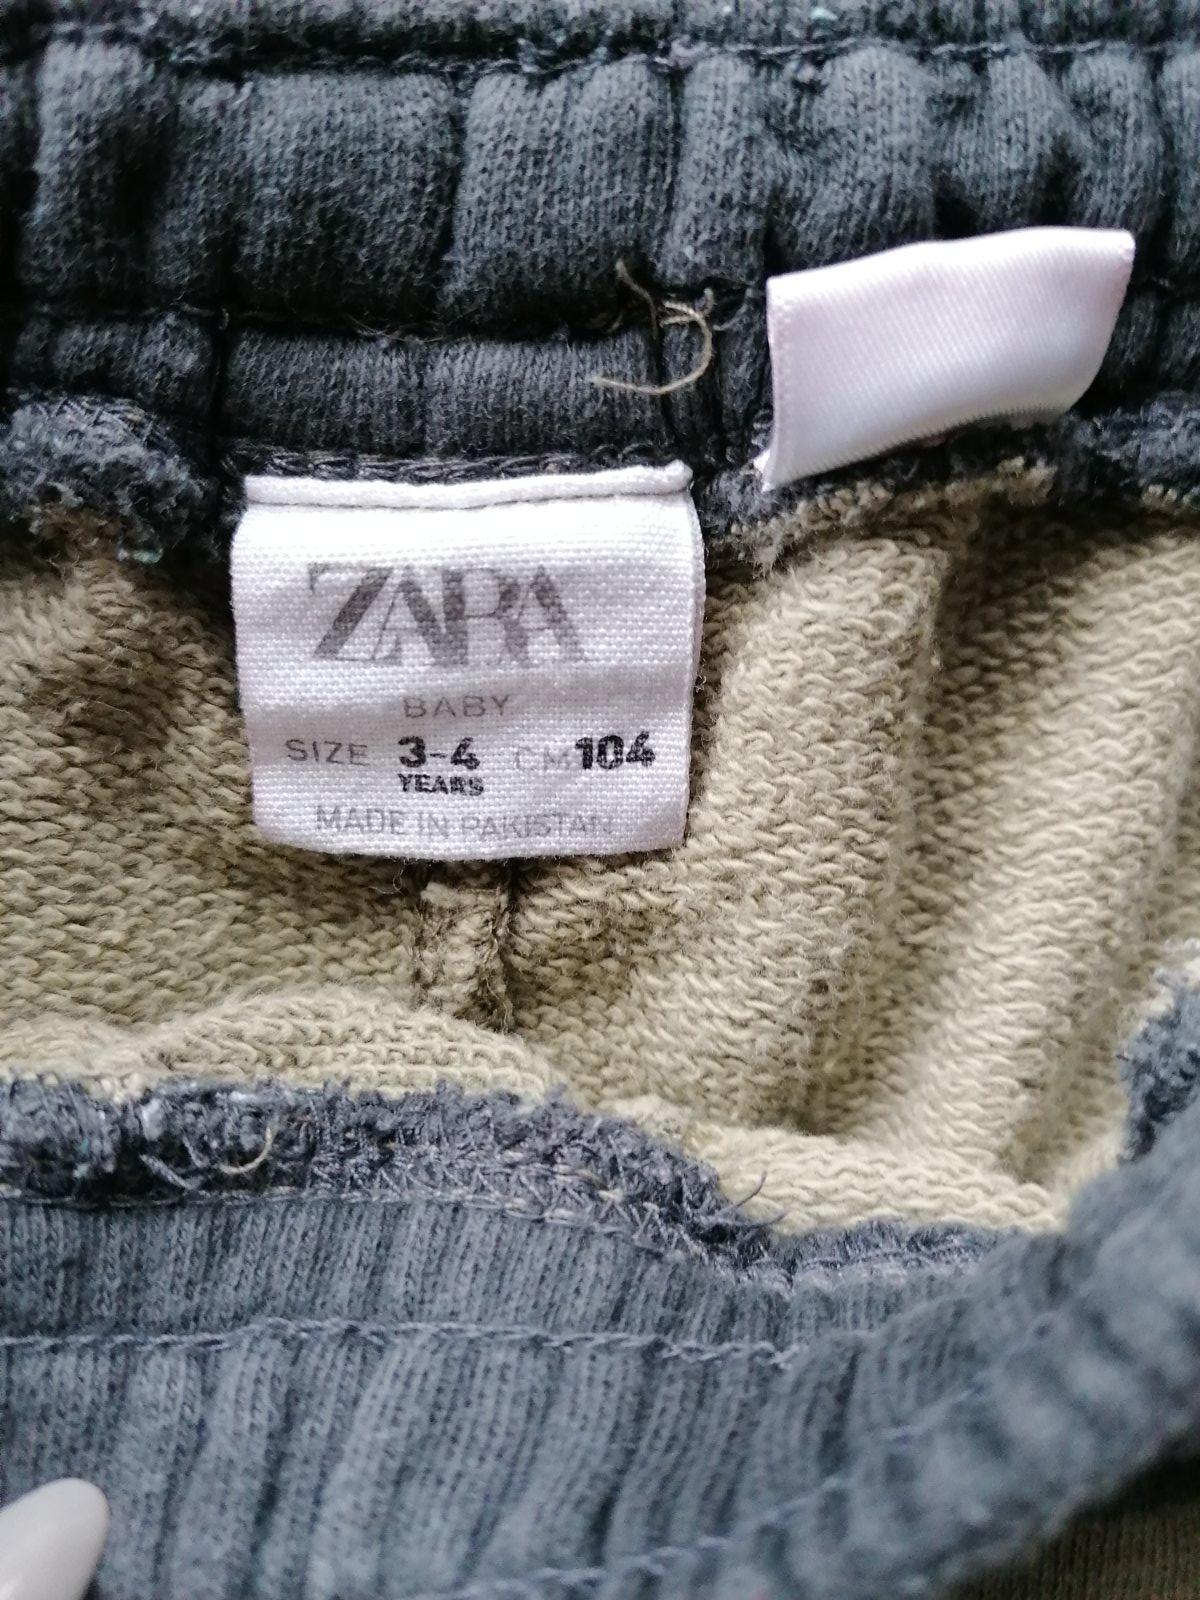 ZARA
BABY
SIZE 3-4 CM 104
YEARS
MADE IN PAKISTAN